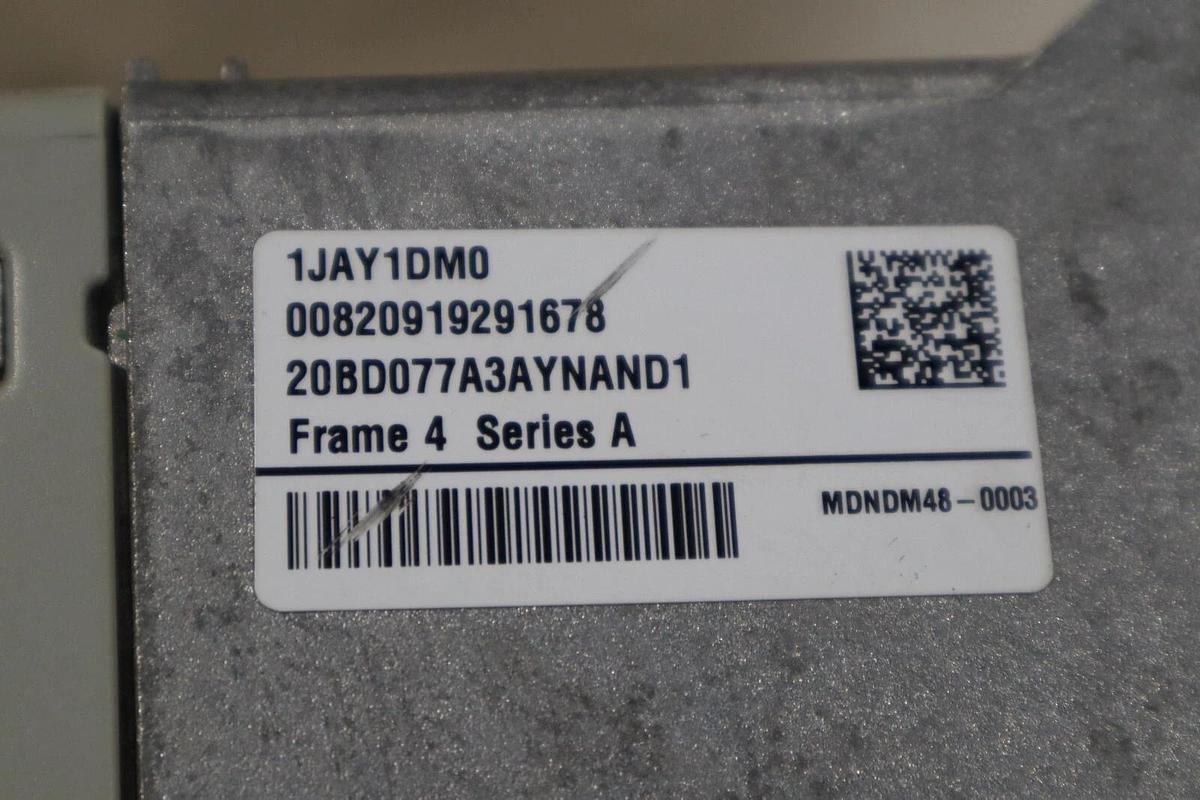 1JAY1DM0
00820919291678
20BD077A3AYNAND1
Frame 4 Series A
MDNDM48-0003